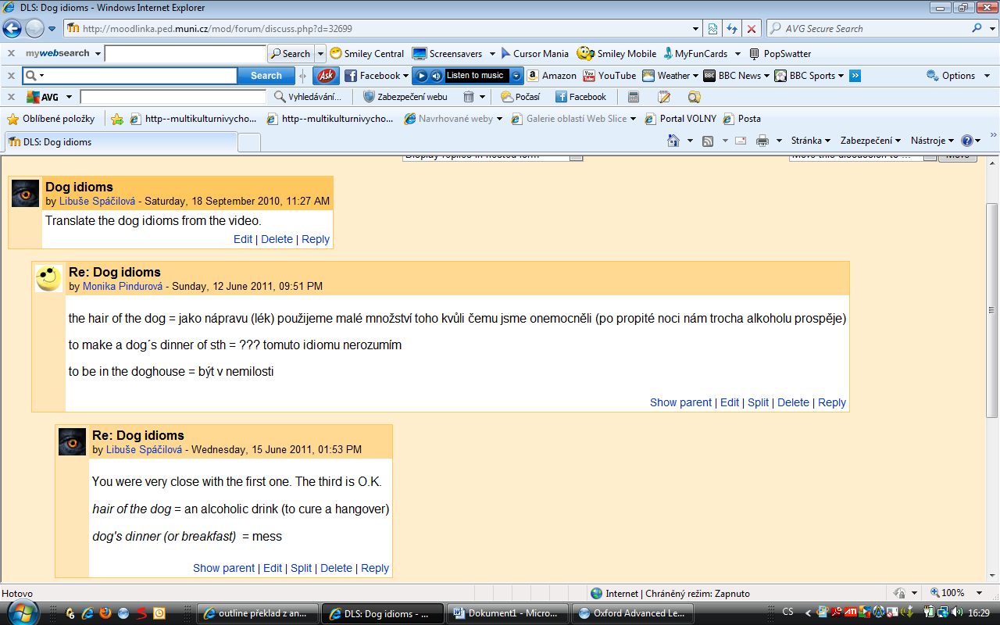 DLS: Dog idioms - Windows Internet Explorer
http://moodlinka.ped.muni.cz/mod/forum/discuss.php?d=32699
AVG Secure Search
x mywebsearch Search Smiley Central Screensavers Cursor Mania Smiley Mobile MyFunCards PopSwatter
x Search Ask Facebook Listen to music Amazon YouTube Weather BBC News BBC Sports >> Options
x AVG Vyhledávání... Zabezpečení webu Počasí Facebook
Oblíbené položky http--multikulturnivycho... http--multikulturnivycho... Navrhované weby Galerie oblastí Web Slice Portal VOLNY Posta
DLS: Dog idioms Stránka Zabezpečení Nástroje
Display replies in nested form Move this discussion to ... Move
Dog idioms
by Libuše Spáčilová - Saturday, 18 September 2010, 11:27 AM
Translate the dog idioms from the video.
Edit | Delete | Reply
Re: Dog idioms
by Monika Pindurová - Sunday, 12 June 2011, 09:51 PM
the hair of the dog = jako nápravu (lék) použijeme malé množství toho kvůli čemu jsme onemocněli (po propité noci nám trocha alkoholu prospěje)
to make a dog´s dinner of sth = ??? tomuto idiomu nerozumím
to be in the doghouse = být v nemilosti
Show parent | Edit | Split | Delete | Reply
Re: Dog idioms
by Libuše Spáčilová - Wednesday, 15 June 2011, 01:53 PM
You were very close with the first one. The third is O.K.
hair of the dog = an alcoholic drink (to cure a hangover)
dog's dinner (or breakfast) = mess
Show parent | Edit | Split | Delete | Reply
Hotovo Internet | Chráněný režim: Zapnuto 100%
outline překlad z an... DLS: Dog idioms - ... Dokument1 - Micro... Oxford Advanced Le... CS 16:29